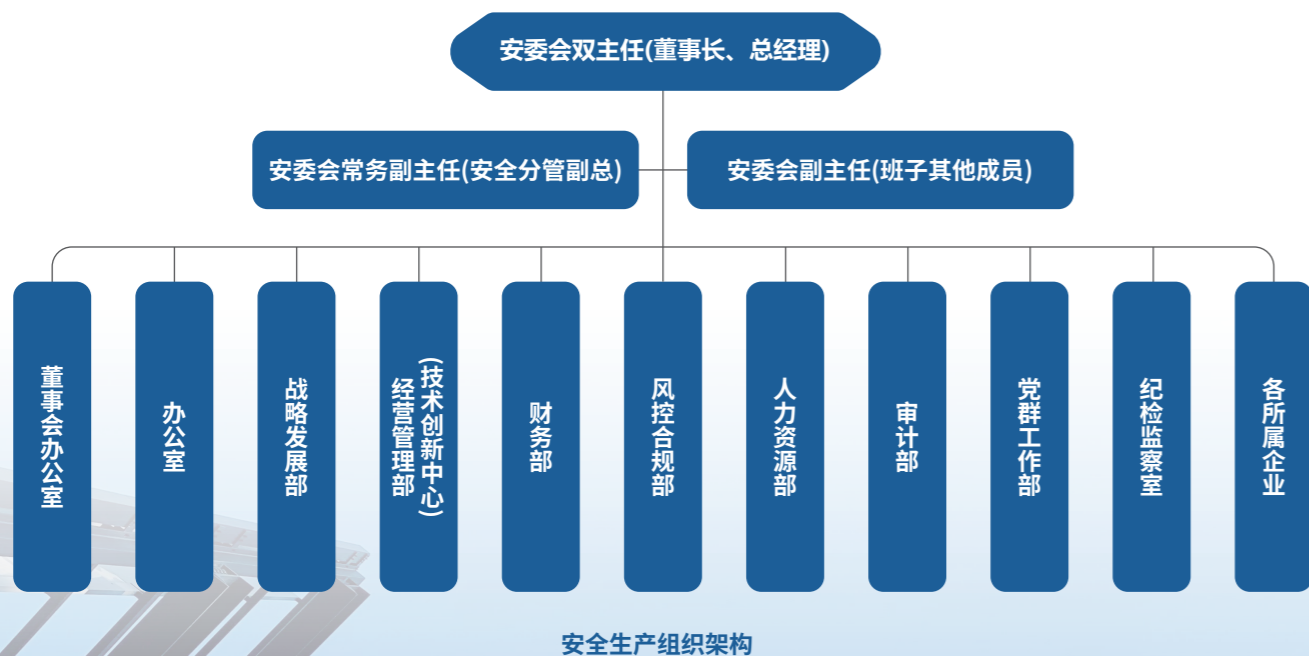 安委会双主任(董事长、总经理)
安委会常务副主任(安全分管副总)
安委会副主任(班子其他成员)
董事会办公室
办公室
战略发展部
经营管理部
(技术创新中心)
财务部
风控合规部
人力资源部
审计部
党群工作部
纪检监察室
各所属企业
安全生产组织架构